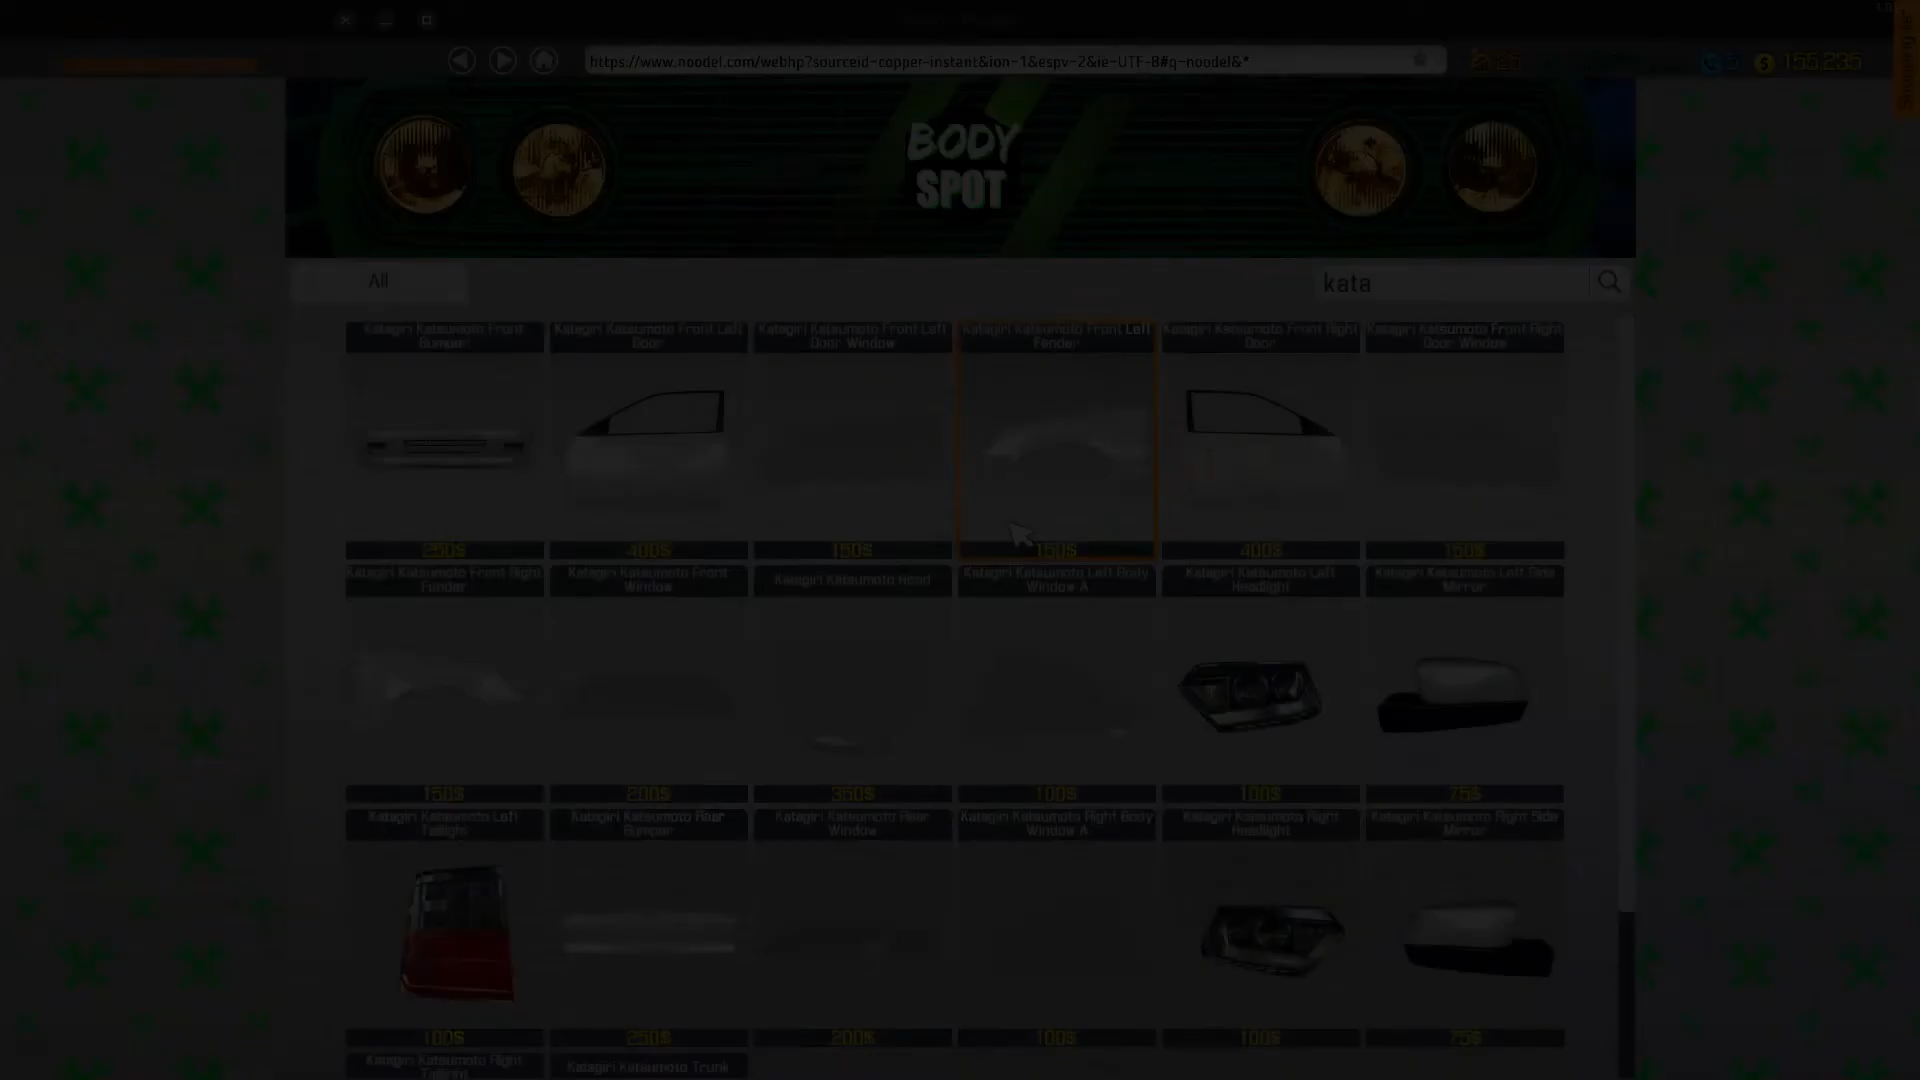 https://www.noodel.com/webhp?sourceid-copper-instant&ion-1&espv-2&ie-UTF-8#q-noodel&*
155,235
BODY
SPOT
All
kata
Katagiri Katsumoto Front
Bumper
Katagiri Katsumoto Front Left
Door
Katagiri Katsumoto Front Left
Door Window
Katagiri Katsumoto Front Left
Fender
Katagiri Katsumoto Front Right
Door
Katagiri Katsumoto Front Right
Door Window
250$
400$
150$
150$
400$
150$
Katagiri Katsumoto Front Right
Fender
Katagiri Katsumoto Front
Window
Katagiri Katsumoto Hood
Katagiri Katsumoto Left Body
Window A
Katagiri Katsumoto Left
Headlight
Katagiri Katsumoto Left Side
Mirror
150$
200$
350$
100$
100$
75$
Katagiri Katsumoto Left
Taillight
Katagiri Katsumoto Rear
Bumper
Katagiri Katsumoto Rear
Window
Katagiri Katsumoto Right Body
Window A
Katagiri Katsumoto Right
Headlight
Katagiri Katsumoto Right Side
Mirror
100$
250$
200$
100$
100$
75$
Katagiri Katsumoto Right
Taillight
Katagiri Katsumoto Trunk